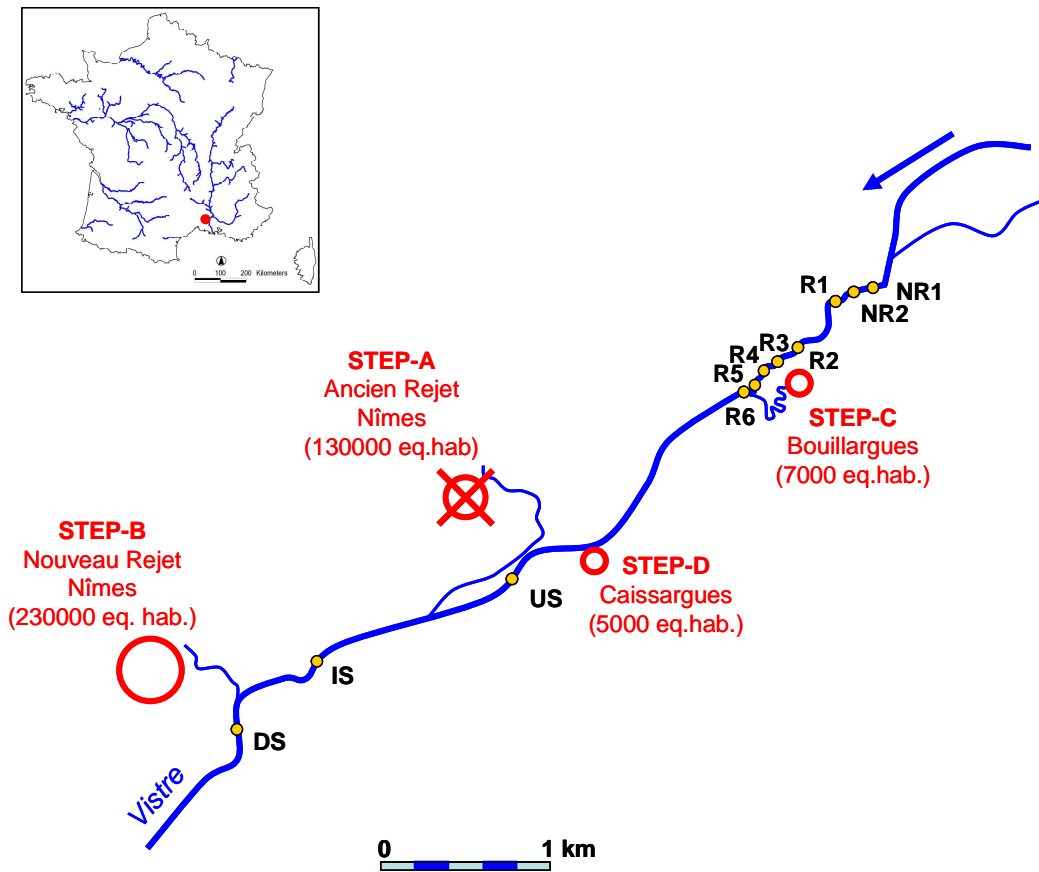 0 100 200 Kilometers
R1
NR1
NR2
R3
R4
R2
R5
R6
STEP-A
Ancien Rejet
Nîmes
(130000 eq.hab)
STEP-C
Bouillargues
(7000 eq.hab.)
STEP-B
Nouveau Rejet
Nîmes
(230000 eq. hab.)
STEP-D
Caissargues
(5000 eq.hab.)
US
IS
DS
Vistre
0 1 km